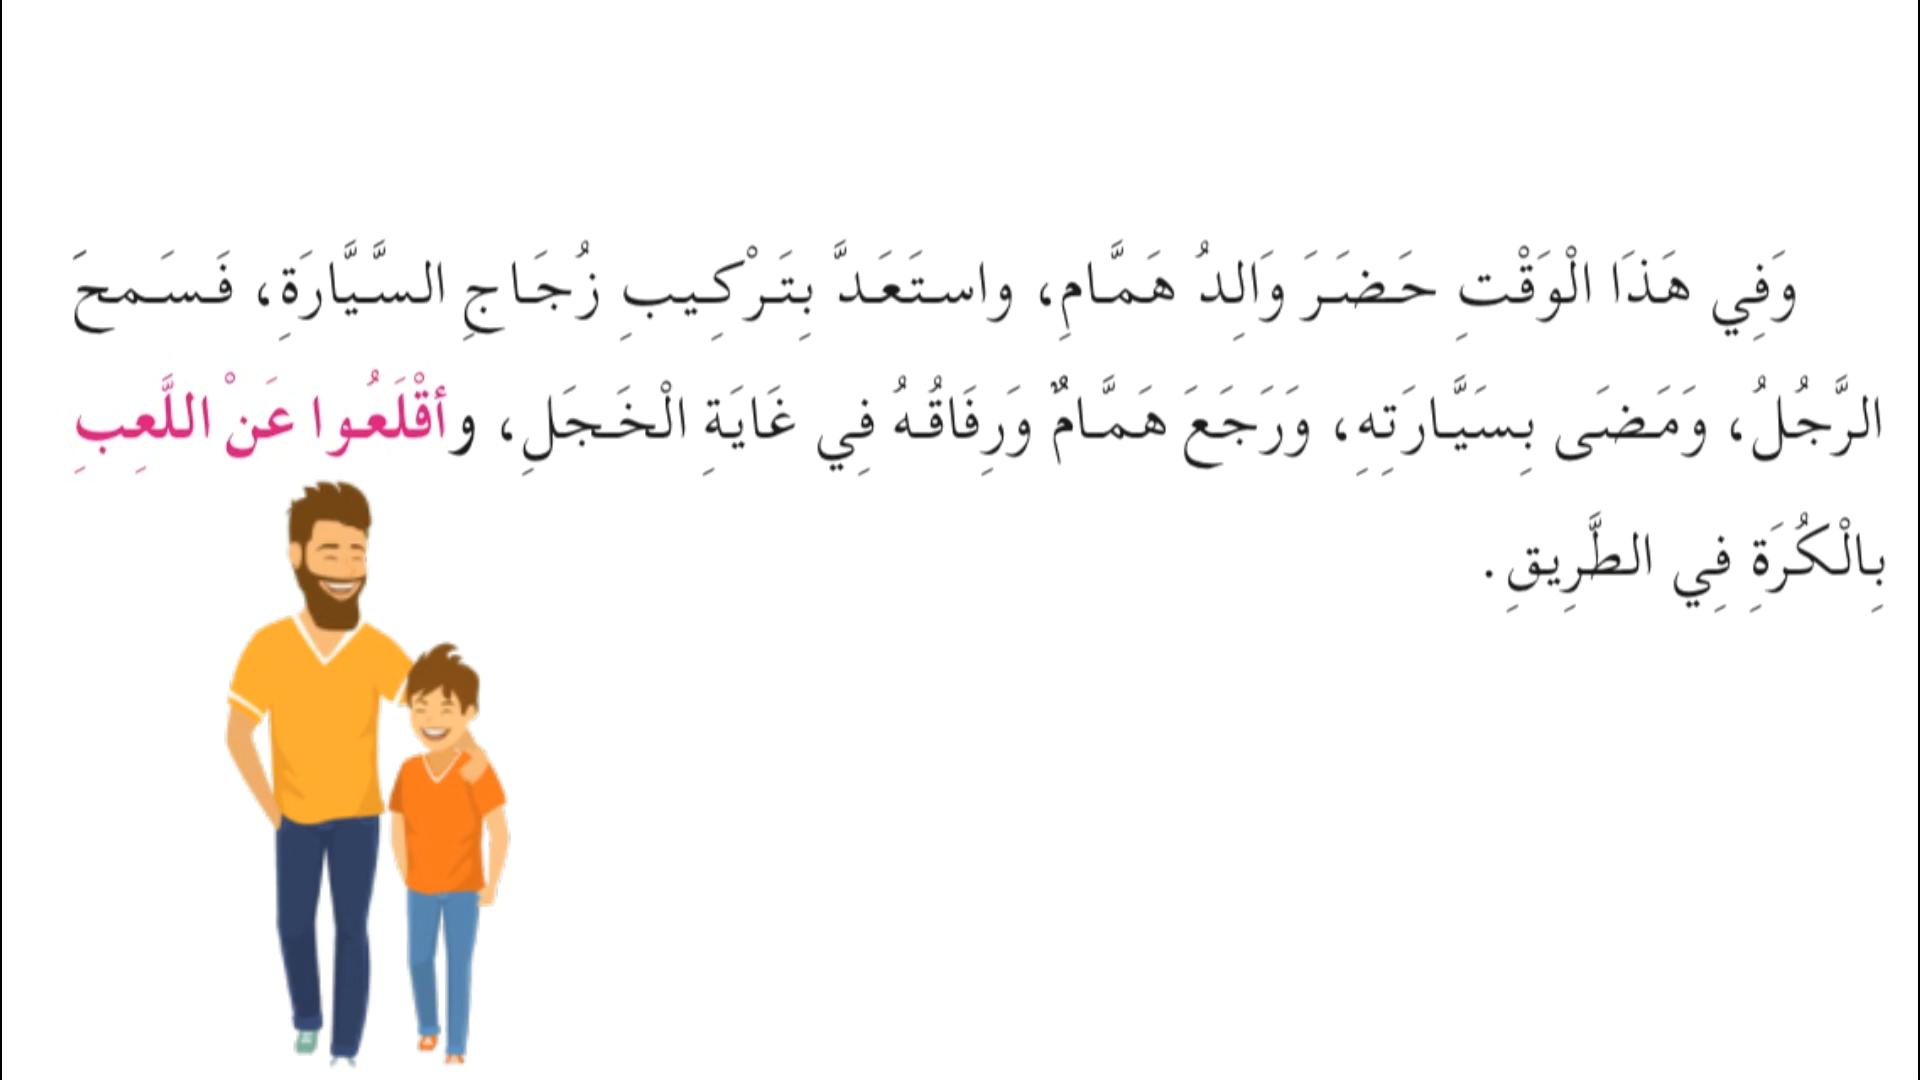 وَفِي هَذَا الْوَقْتِ حَضَرَ وَالِدُ هَمَّامٍ، واستَعَدَّ بِتَرْكِيبِ زُجَاجِ السَّيَّارَةِ، فَسَمحَ
الرَّجُلُ، وَمَضَى بِسَيَّارَتِهِ، وَرَجَعَ هَمَّامٌ وَرِفَاقُهُ فِي غَايَةِ الْخَجَلِ، وأقْلَعُوا عَنْ اللَّعِبِ
بِالْكُرَةِ فِي الطَّرِيقِ.